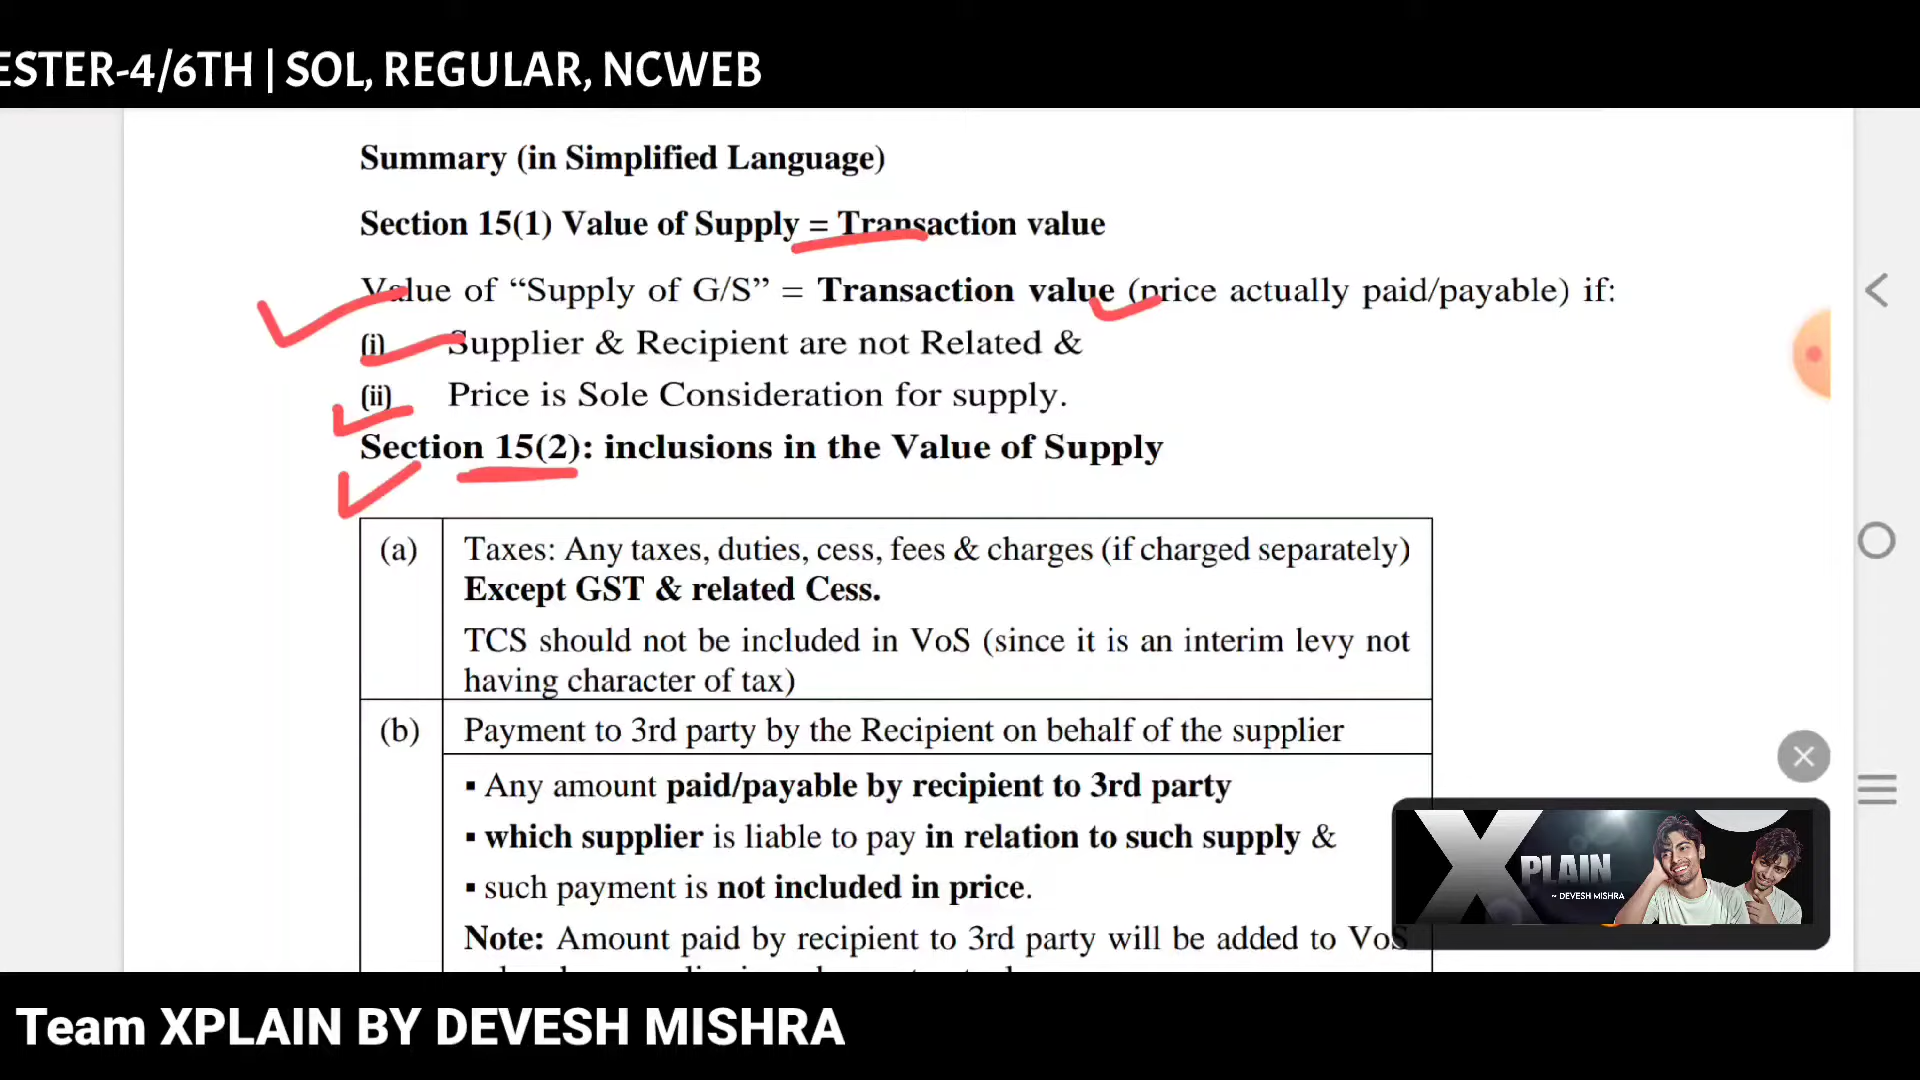 ESTER-4/6TH | SOL, REGULAR, NCWEB
Summary (in Simplified Language)
Section 15(1) Value of Supply = Transaction value
Value of “Supply of G/S” = Transaction value (price actually paid/payable) if:
(i) Supplier & Recipient are not Related &
(ii) Price is Sole Consideration for supply.
Section 15(2): inclusions in the Value of Supply
(a) Taxes: Any taxes, duties, cess, fees & charges (if charged separately)
Except GST & related Cess.
TCS should not be included in VoS (since it is an interim levy not
having character of tax)
(b) Payment to 3rd party by the Recipient on behalf of the supplier
▪ Any amount paid/payable by recipient to 3rd party
▪ which supplier is liable to pay in relation to such supply &
▪ such payment is not included in price.
Note: Amount paid by recipient to 3rd party will be added to VoS
XPLAIN
~ DEVESH MISHRA
Team XPLAIN BY DEVESH MISHRA